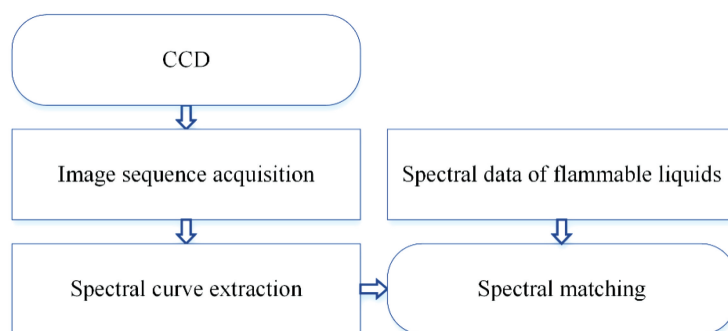 CCD
Image sequence acquisition
Spectral data of flammable liquids
Spectral curve extraction
Spectral matching